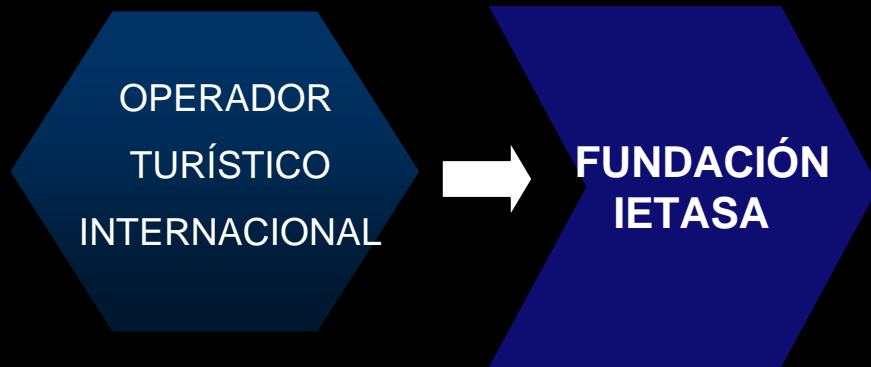 OPERADOR
TURÍSTICO
INTERNACIONAL
FUNDACIÓN
IETASA